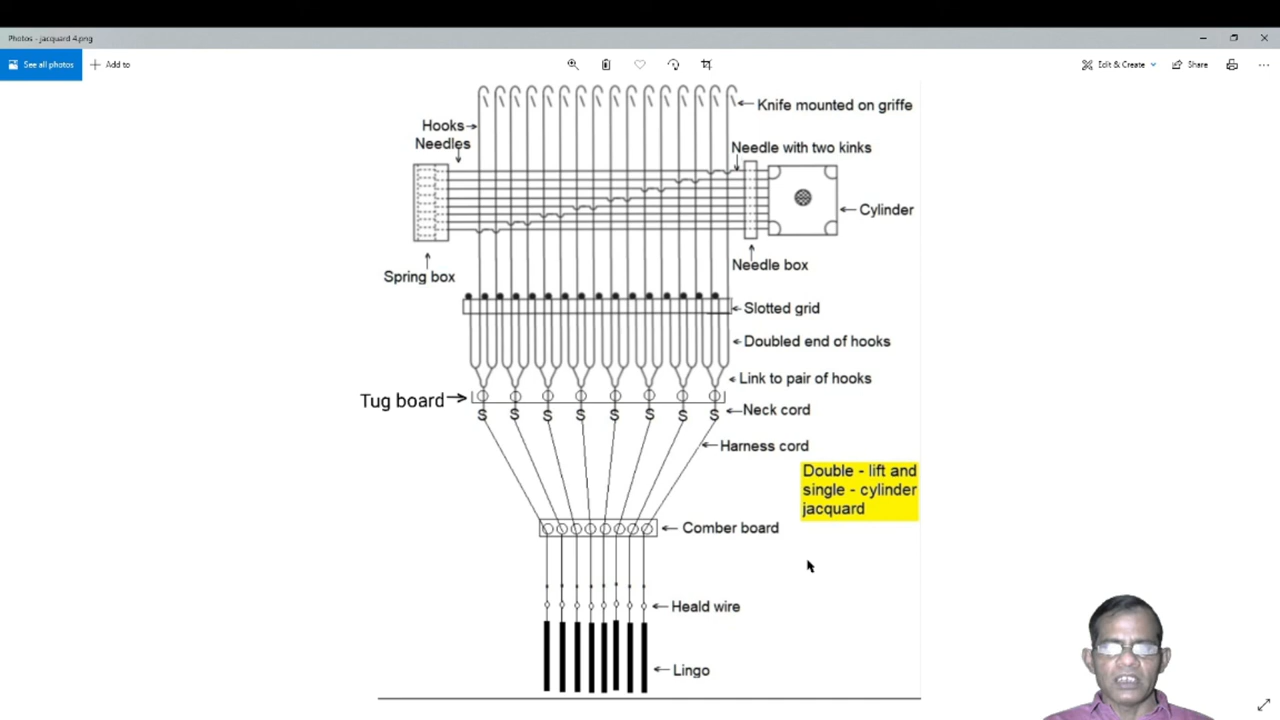 Photos - jacquard 4.png
See all photos
Add to
Edit & Create
Share
Knife mounted on griffe
Hooks
Needles
Needle with two kinks
Cylinder
Spring box
Needle box
Slotted grid
Doubled end of hooks
Link to pair of hooks
Tug board
S S S S S S S S
Neck cord
Harness cord
Double - lift and
single - cylinder
jacquard
Comber board
Heald wire
Lingo